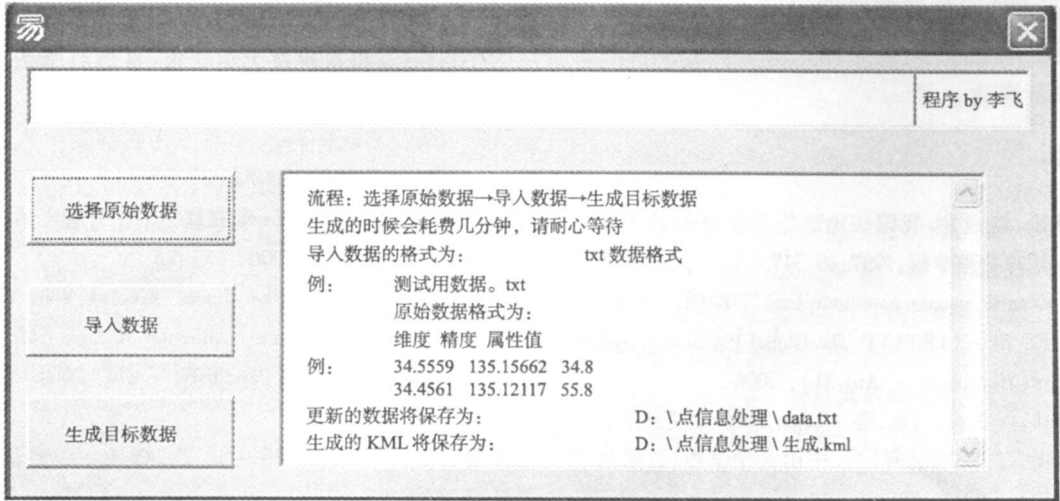 易
程序 by 李飞
选择原始数据
导入数据
生成目标数据
流程：选择原始数据→导入数据→生成目标数据
生成的时候会耗费几分钟，请耐心等待
导入数据的格式为： txt 数据格式
例： 测试用数据。txt
原始数据格式为：
维度 精度 属性值
例： 34.5559 135.15662 34.8
34.4561 135.12117 55.8
更新的数据将保存为： D：\点信息处理\data.txt
生成的 KML 将保存为： D：\点信息处理\生成.kml